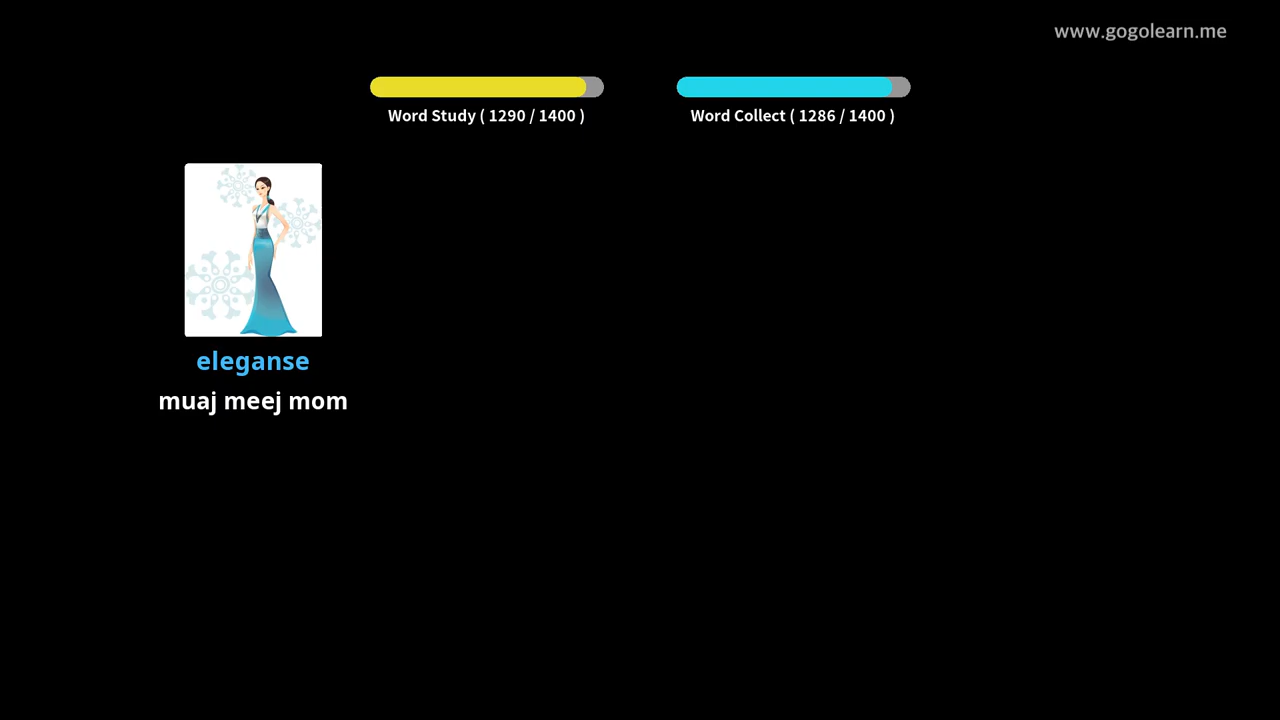 www.gogolearn.me
Word Study ( 1290 / 1400 )
Word Collect ( 1286 / 1400 )
eleganse
muaj meej mom